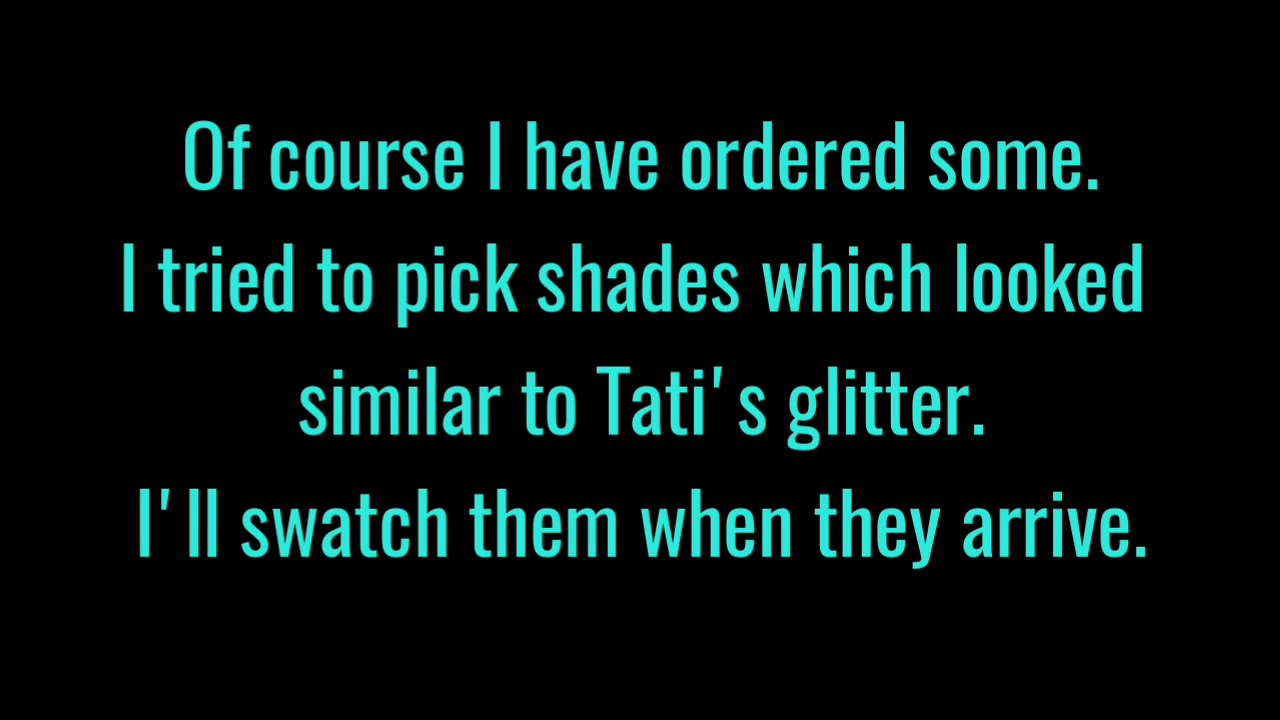 Of course I have ordered some.
I tried to pick shades which looked
similar to Tati's glitter.
I'll swatch them when they arrive.